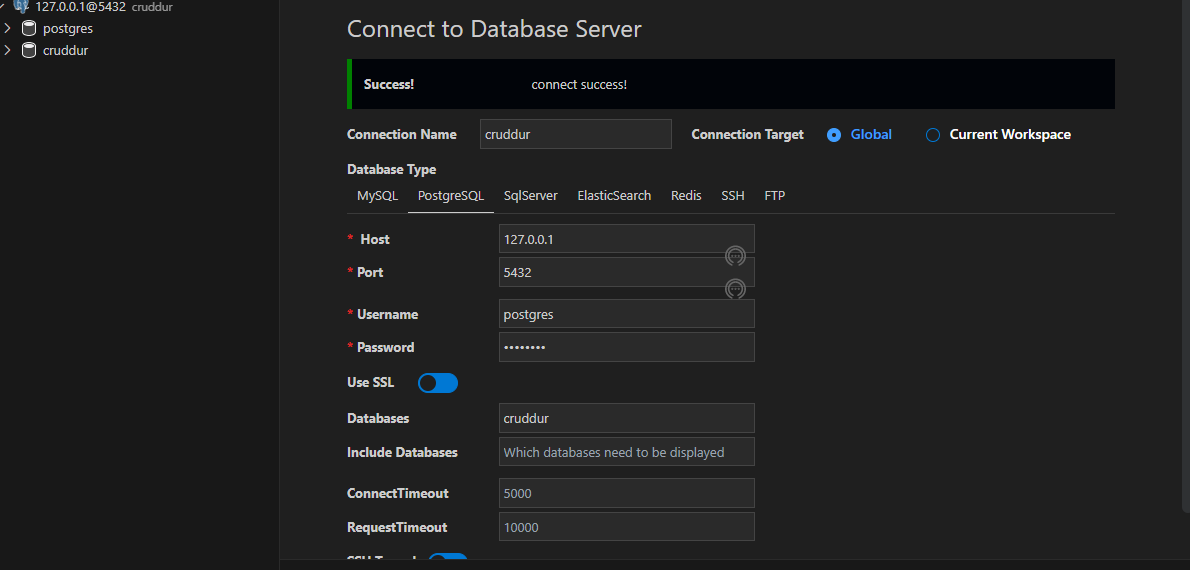 127.0.0.1@5432 cruddur
postgres
cruddur
Connect to Database Server
Success! connect success!
Connection Name cruddur Connection Target Global Current Workspace
Database Type
MySQL PostgreSQL SqlServer ElasticSearch Redis SSH FTP
* Host 127.0.0.1
* Port 5432
* Username postgres
* Password ••••••••
Use SSL
Databases cruddur
Include Databases Which databases need to be displayed
ConnectTimeout 5000
RequestTimeout 10000